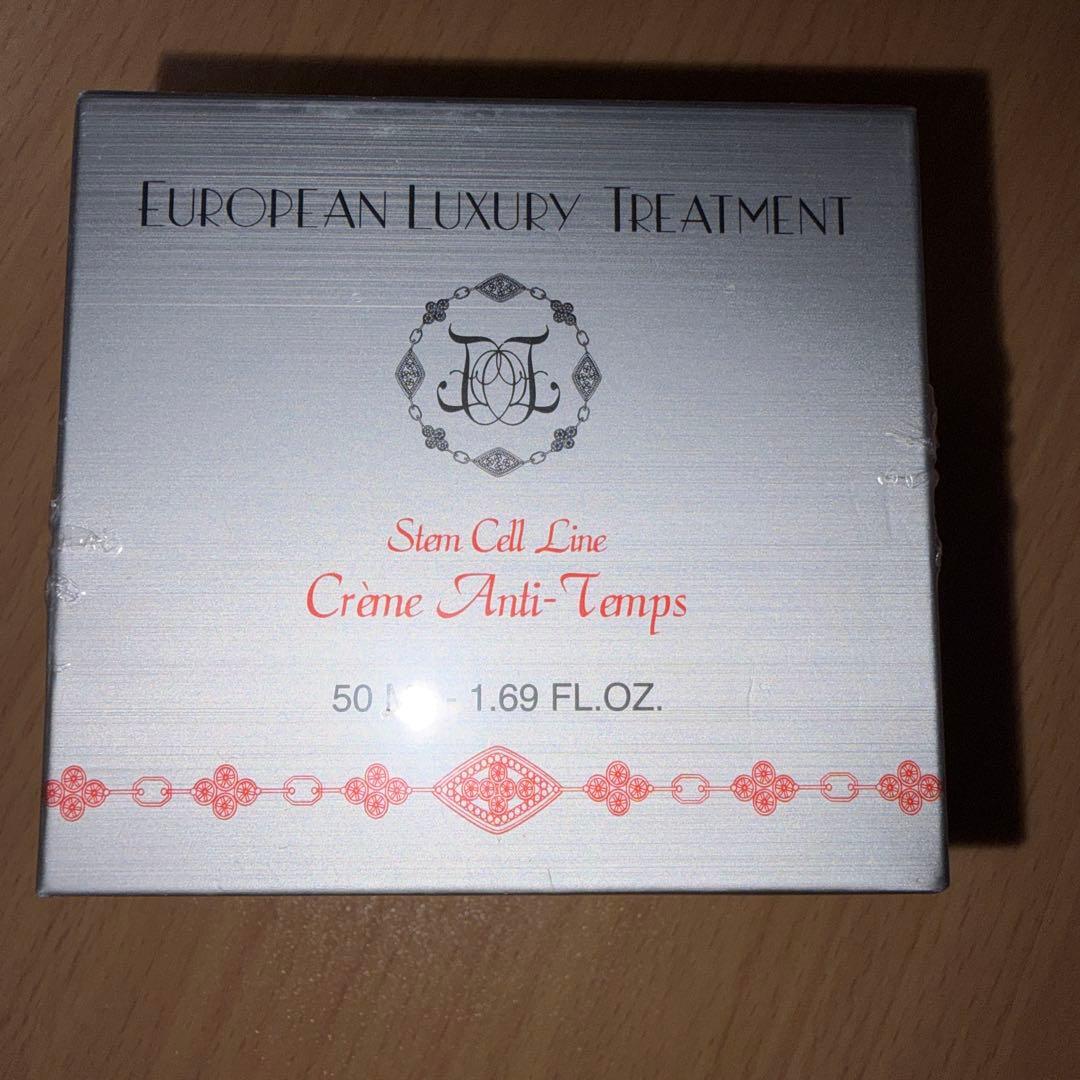 EUROPEAN LUXURY TREATMENT
Stem Cell Line
Crème Anti-Temps
50 - 1.69 FL.OZ.